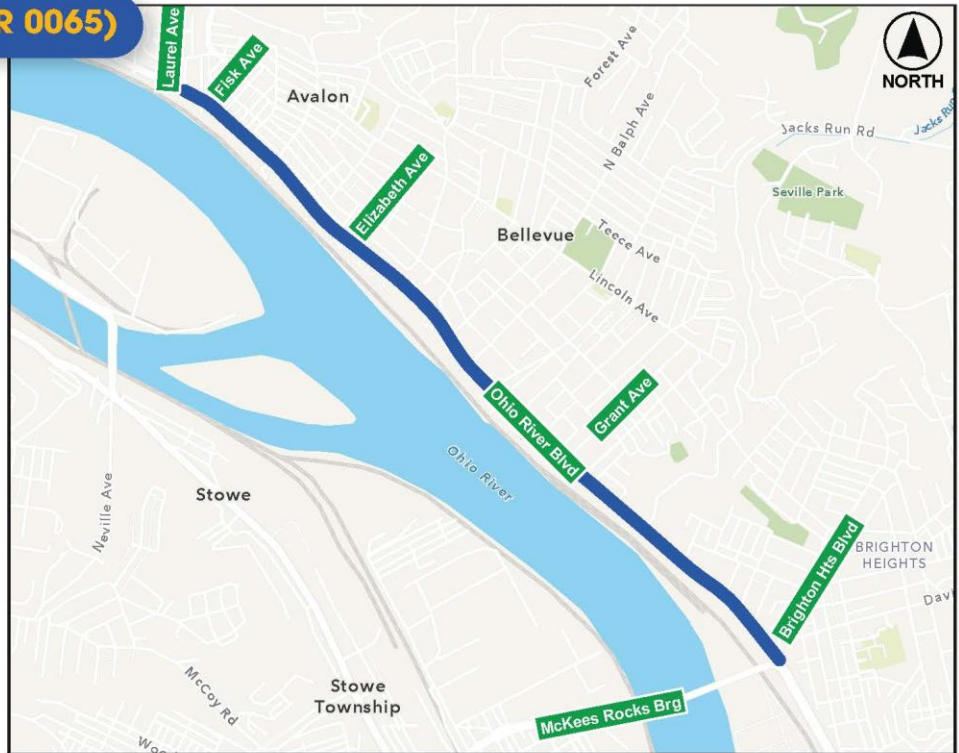 R 0065)
Laurel Ave
Fisk Ave
Avalon
Forest Ave
NORTH
N Balph Ave
Jacks Run Rd
Jacks Run
Elizabeth Ave
Seville Park
Bellevue
Teece Ave
Lincoln Ave
Ohio River Blvd
Grant Ave
Ohio River
Stowe
Neville Ave
Brighton Hts Blvd
BRIGHTON
HEIGHTS
McCoy Rd
Stowe
Township
McKees Rocks Brg